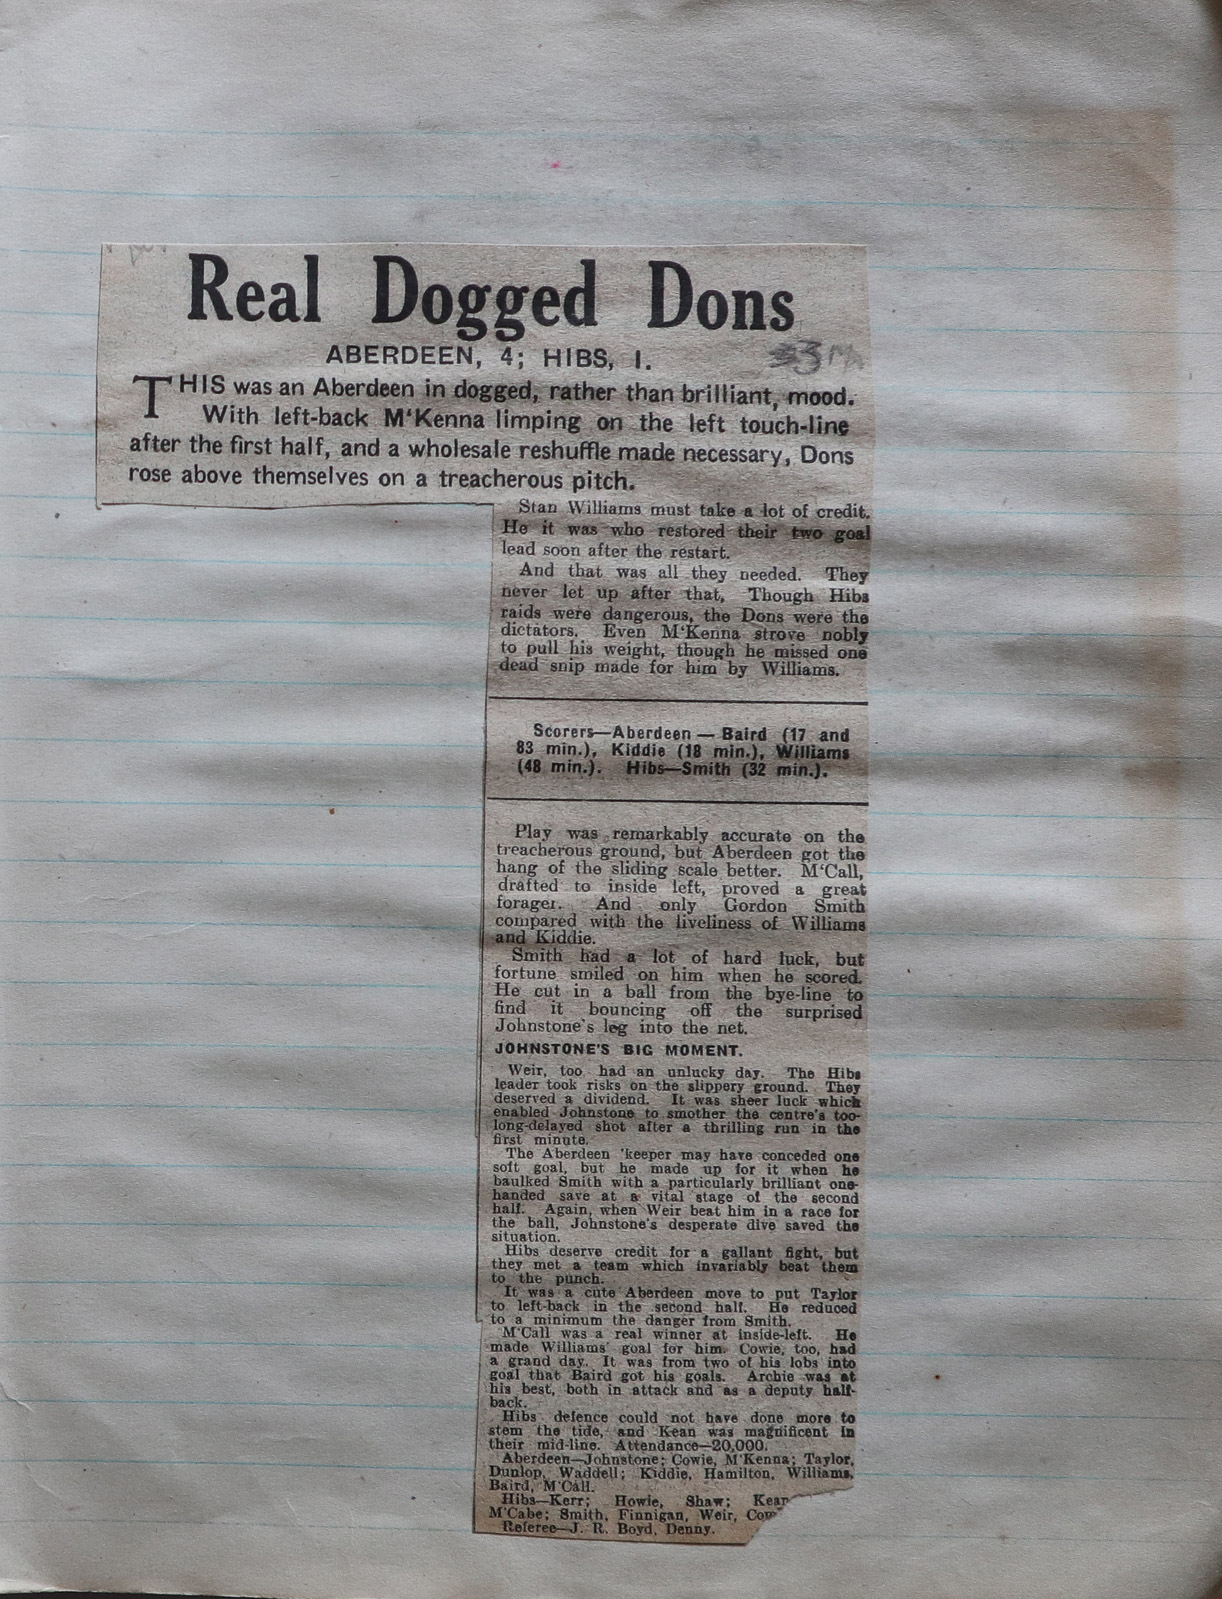 Real Dogged Dons
ABERDEEN, 4; HIBS, 1.
THIS was an Aberdeen in dogged, rather than brilliant, mood.
With left-back M'Kenna limping on the left touch-line
after the first half, and a wholesale reshuffle made necessary, Dons
rose above themselves on a treacherous pitch.
Stan Williams must take a lot of credit.
He it was who restored their two goal
lead soon after the restart.
And that was all they needed. They
never let up after that. Though Hibs
raids were dangerous, the Dons were the
dictators. Even M'Kenna strove nobly
to pull his weight, though he missed one
dead snip made for him by Williams.
Scorers—Aberdeen — Baird (17 and
83 min.), Kiddie (18 min.), Williams
(48 min.). Hibs—Smith (32 min.).
Play was remarkably accurate on the
treacherous ground, but Aberdeen got the
hang of the sliding scale better. M'Call,
drafted to inside left, proved a great
forager. And only Gordon Smith
compared with the liveliness of Williams
and Kiddie.
Smith had a lot of hard luck, but
fortune smiled on him when he scored.
He cut in a ball from the bye-line to
find it bouncing off the surprised
Johnstone's leg into the net.
JOHNSTONE'S BIG MOMENT.
Weir, too had an unlucky day. The Hibs
leader took risks on the slippery ground. They
deserved a dividend. It was sheer luck which
enabled Johnstone to smother the centre's too-
long-delayed shot after a thrilling run in the
first minute.
The Aberdeen 'keeper may have conceded one
soft goal, but he made up for it when he
baulked Smith with a particularly brilliant one-
handed save at a vital stage of the second
half. Again, when Weir beat him in a race for
the ball, Johnstone's desperate dive saved the
situation.
Hibs deserve credit for a gallant fight, but
they met a team which invariably beat them
to the punch.
It was a cute Aberdeen move to put Taylor
to left-back in the second half. He reduced
to a minimum the danger from Smith.
M'Call was a real winner at inside-left. He
made Williams' goal for him. Cowie, too, had
a grand day. It was from two of his lobs into
goal that Baird got his goals. Archie was at
his best, both in attack and as a deputy half-
back.
Hibs defence could not have done more to
stem the tide, and Kean was magnificent in
their mid-line. Attendance—20,000.
Aberdeen—Johnstone; Cowie, M'Kenna; Taylor,
Dunlop, Waddell; Kiddie, Hamilton, Williams,
Baird, M'Call.
Hibs—Kerr; Howie, Shaw; Kean
M'Cabe; Smith, Finnigan, Weir,
Referee—J. R. Boyd, Denny.